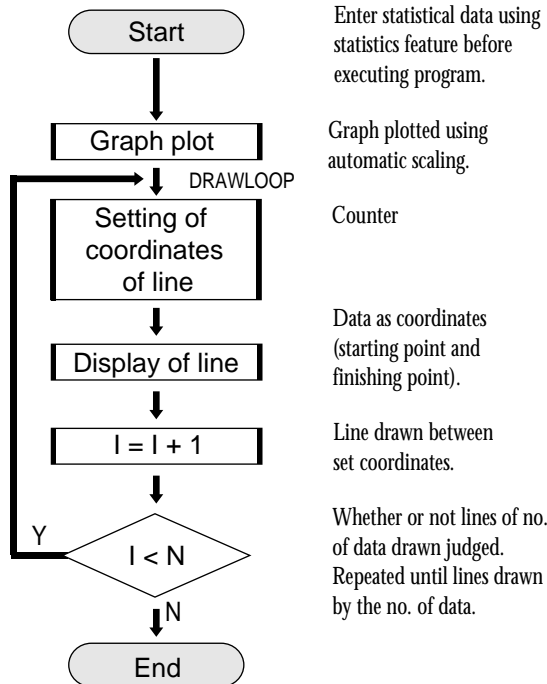 Start
Enter statistical data using
statistics feature before
executing program.
Graph plot
Graph plotted using
automatic scaling.
DRAWLOOP
Setting of
coordinates
of line
Counter
Display of line
Data as coordinates
(starting point and
finishing point).
I = I + 1
Line drawn between
set coordinates.
Y
I < N
Whether or not lines of no.
of data drawn judged.
Repeated until lines drawn
by the no. of data.
N
End